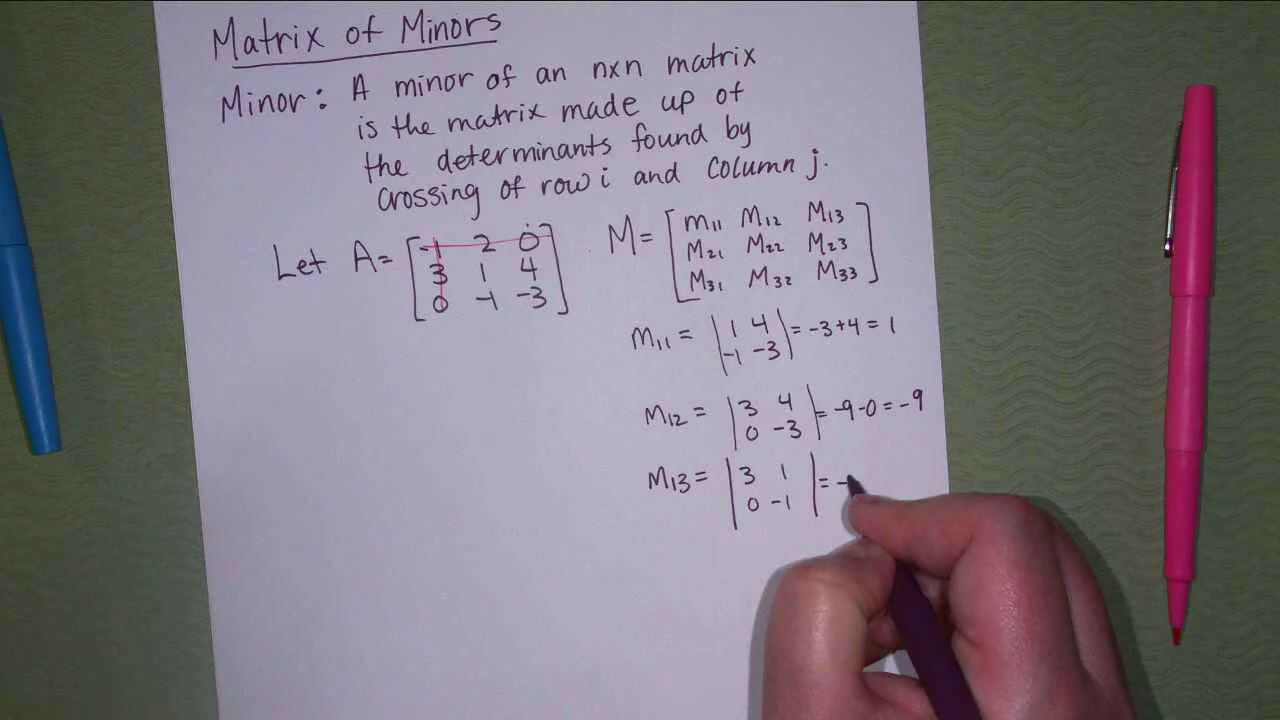 Matrix of Minors
Minor: A minor of an nxn matrix
is the matrix made up of
the determinants found by
crossing of row i and column j.
Let A = [-1 2 0
3 1 4
0 -1 -3]
M = [m11 M12 M13
M21 M22 M23
M31 M32 M33]
m11 = |1 4
-1 -3| = -3+4 = 1
M12 = |3 4
0 -3| = -9-0 = -9
M13 = |3 1
0 -1| = -